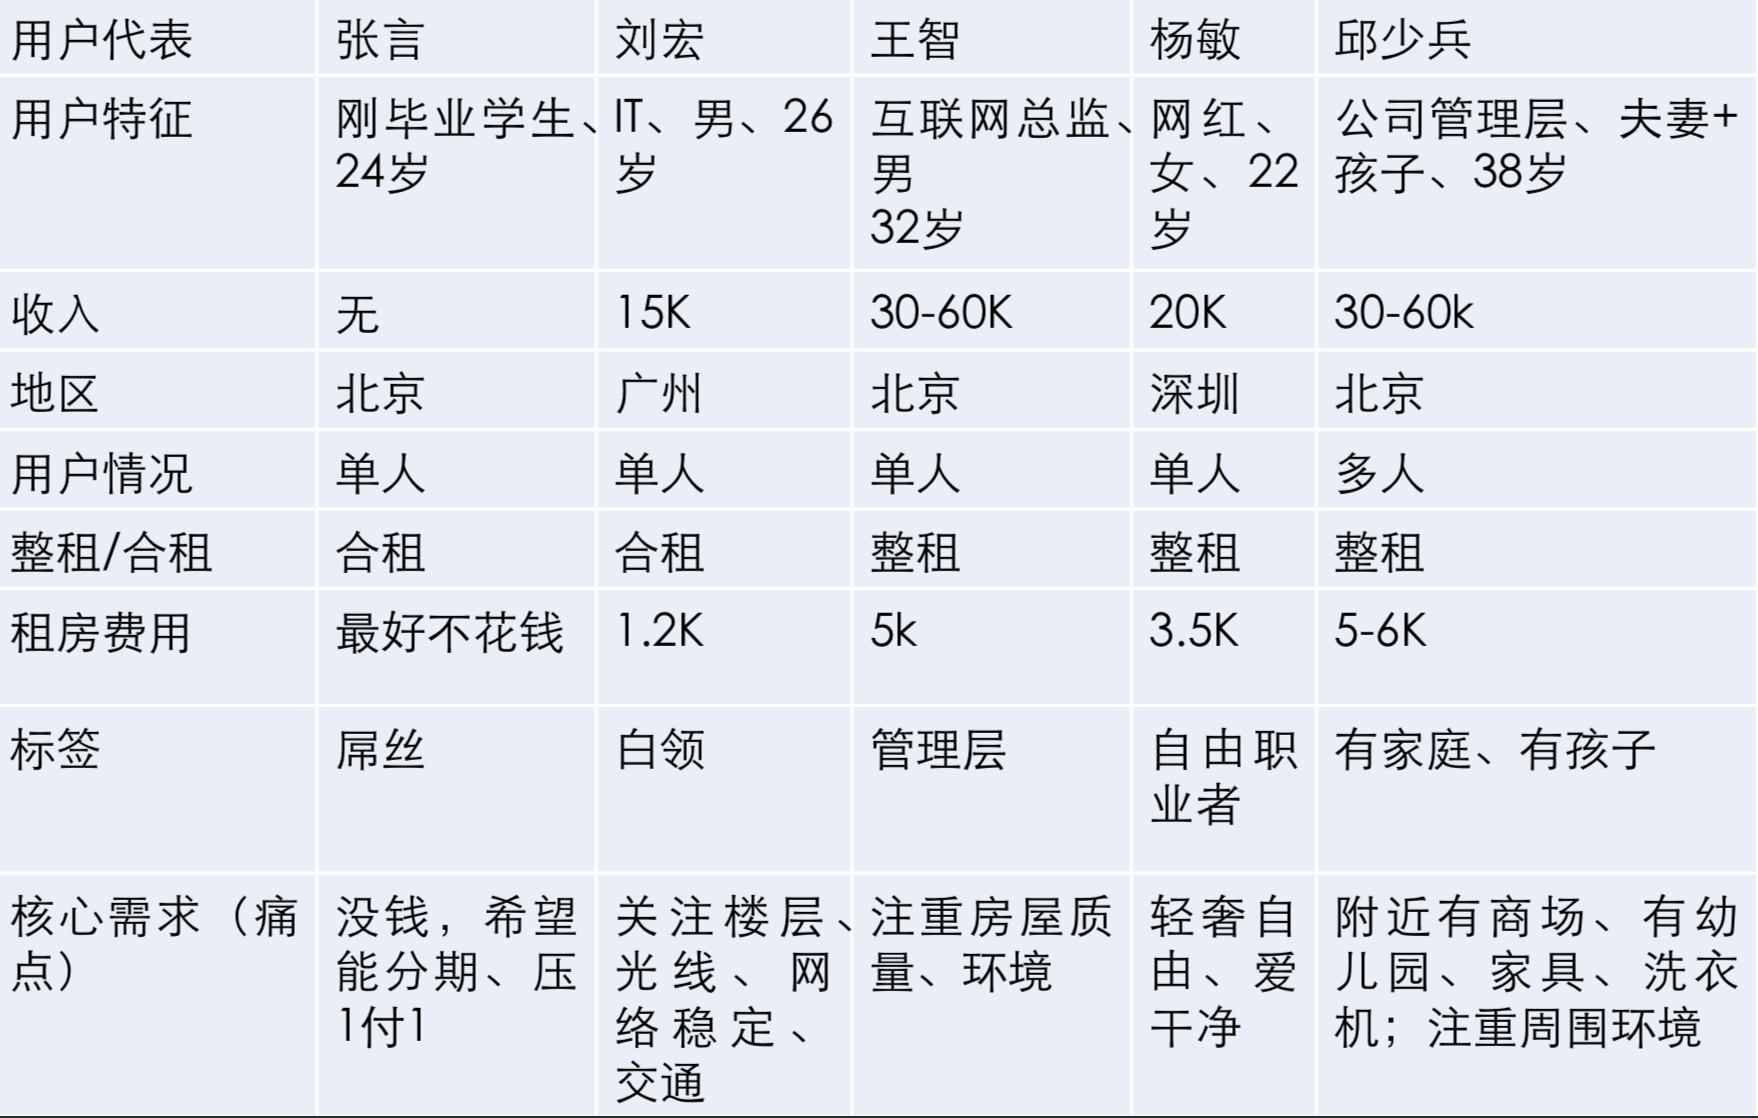 用户代表 张言 刘宏 王智 杨敏 邱少兵
用户特征 刚毕业学生、 IT、男、26 互联网总监、 网红、 公司管理层、夫妻+
24岁 岁 男 女、22 孩子、38岁
32岁 岁
收入 无 15K 30-60K 20K 30-60k
地区 北京 广州 北京 深圳 北京
用户情况 单人 单人 单人 单人 多人
整租/合租 合租 合租 整租 整租 整租
租房费用 最好不花钱 1.2K 5k 3.5K 5-6K
标签 屌丝 白领 管理层 自由职 有家庭、有孩子
业者
核心需求（痛 没钱，希望 关注楼层、 注重房屋质 轻奢自 附近有商场、有幼
点） 能分期、压 光线、网 量、环境 由、爱 儿园、家具、洗衣
1付1 络稳定、 干净 机；注重周围环境
交通